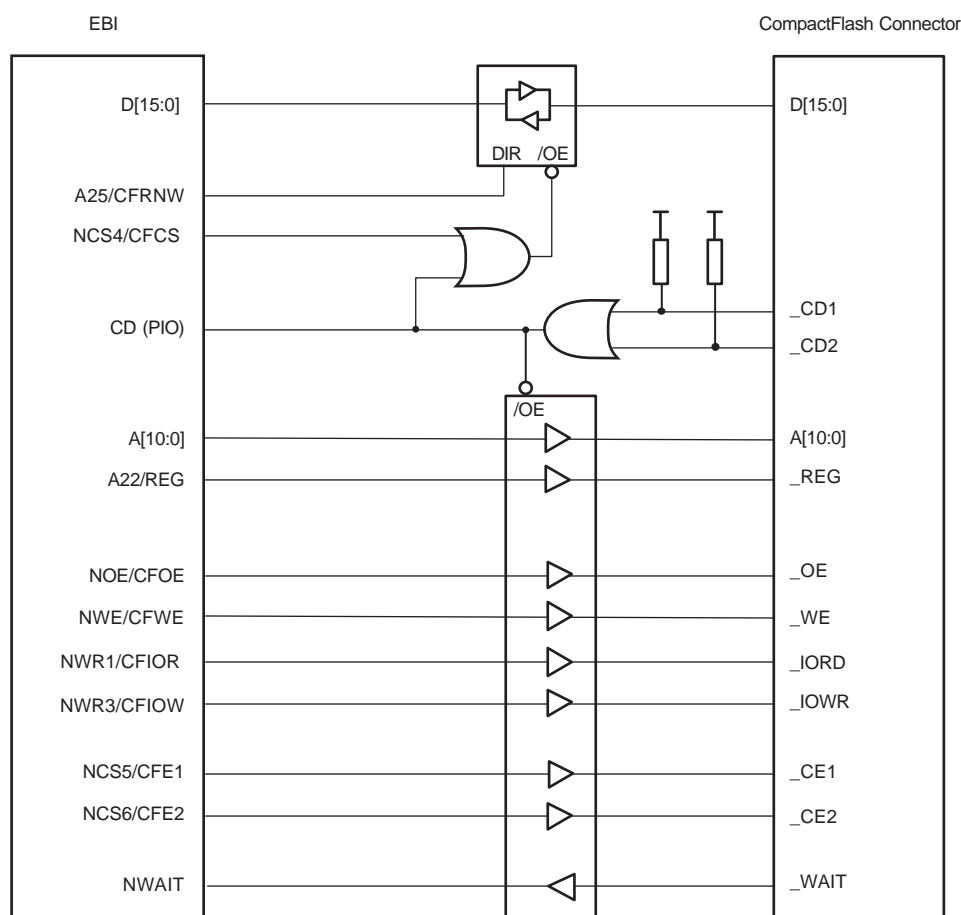 EBI CompactFlash Connector
D[15:0] D[15:0]
DIR /OE
A25/CFRNW
NCS4/CFCS
_CD1
CD (PIO)
_CD2
/OE
A[10:0] A[10:0]
A22/REG _REG
NOE/CFOE _OE
NWE/CFWE _WE
NWR1/CFIOR _IORD
NWR3/CFIOW _IOWR
NCS5/CFE1 _CE1
NCS6/CFE2 _CE2
NWAIT _WAIT